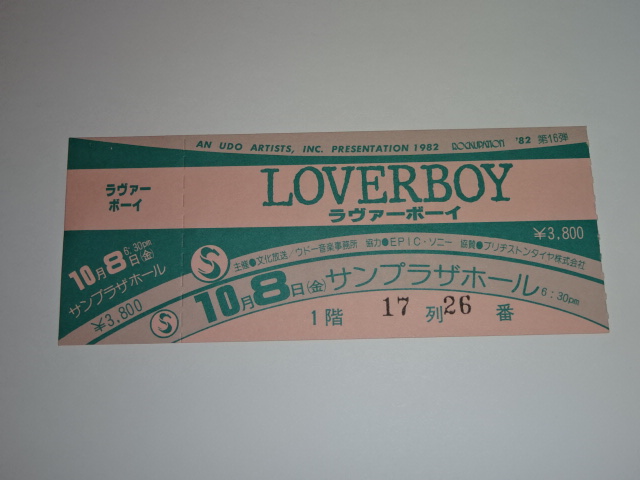 AN UDO ARTISTS, INC. PRESENTATION 1982 ROCKUPATION '82 第16弾
LOVERBOY
ラヴァーボーイ
¥3,800
主催●文化放送/ウドー音楽事務所 協力●EPIC・ソニー 協賛●ブリヂストンタイヤ株式会社
10月8日(金)サンプラザホール6:30pm
1階 17 列26 番
ラヴァー
ボーイ
6:30pm
10月8日(金)
サンプラザホール
¥3,800